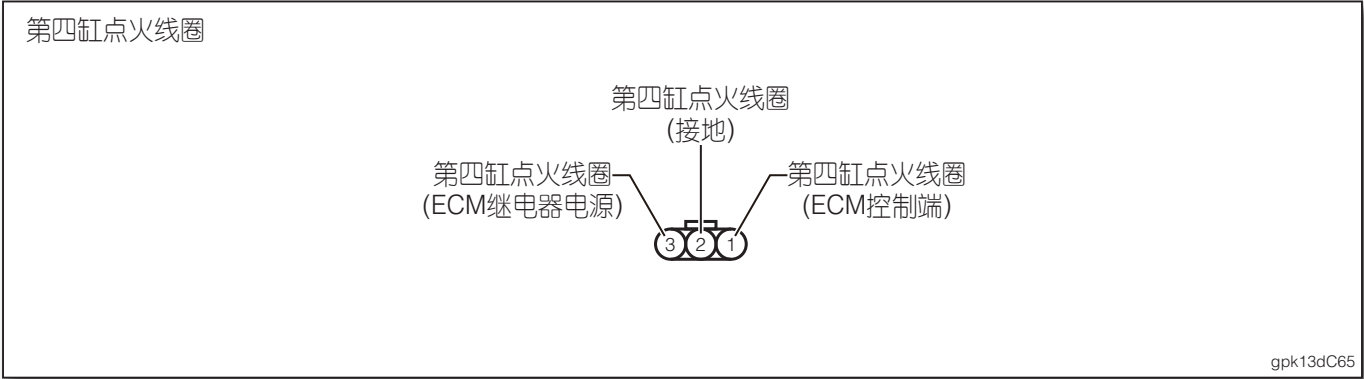 第四缸点火线圈
第四缸点火线圈
(接地)
第四缸点火线圈
(ECM继电器电源)
第四缸点火线圈
(ECM控制端)
3 2 1
gpk13dC65